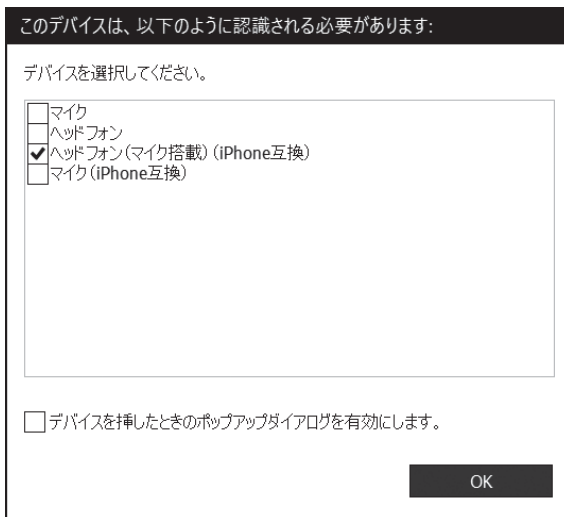 このデバイスは、以下のように認識される必要があります:
デバイスを選択してください。
マイク
ヘッドフォン
ヘッドフォン(マイク搭載) (iPhone互換)
マイク(iPhone互換)
デバイスを挿したときのポップアップダイアログを有効にします。
OK